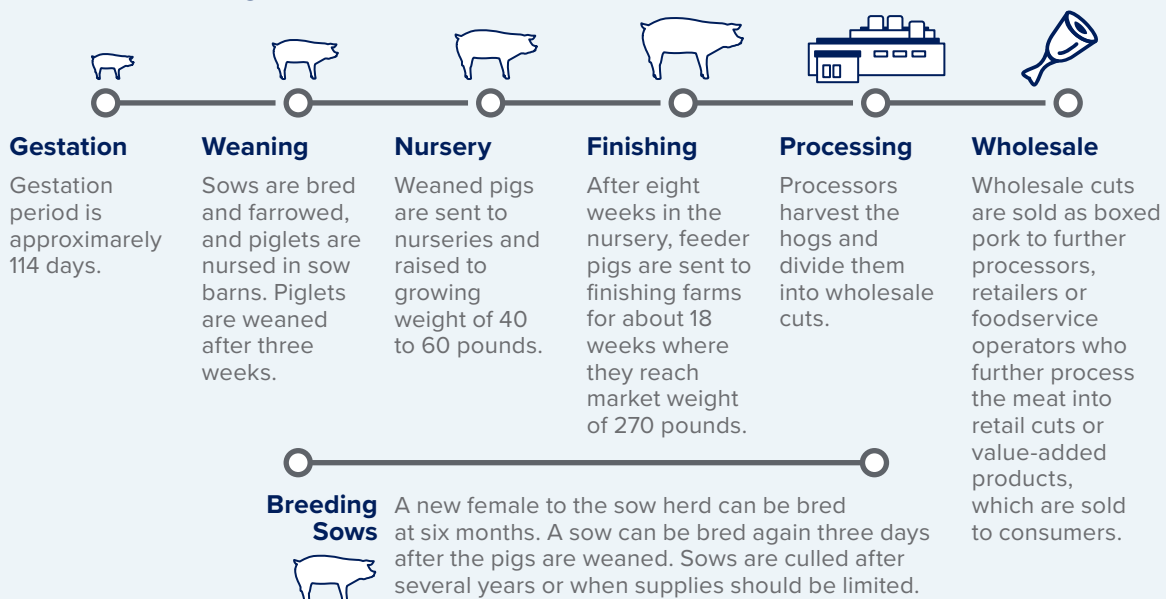 Gestation
Gestation
period is
approximarely
114 days.
Weaning
Sows are bred
and farrowed,
and piglets are
nursed in sow
barns. Piglets
are weaned
after three
weeks.
Nursery
Weaned pigs
are sent to
nurseries and
raised to
growing
weight of 40
to 60 pounds.
Finishing
After eight
weeks in the
nursery, feeder
pigs are sent to
finishing farms
for about 18
weeks where
they reach
market weight
of 270 pounds.
Processing
Processors
harvest the
hogs and
divide them
into wholesale
cuts.
Wholesale
Wholesale cuts
are sold as boxed
pork to further
processors,
retailers or
foodservice
operators who
further process
the meat into
retail cuts or
value-added
products,
which are sold
to consumers.
Breeding
Sows
A new female to the sow herd can be bred
at six months. A sow can be bred again three days
after the pigs are weaned. Sows are culled after
several years or when supplies should be limited.